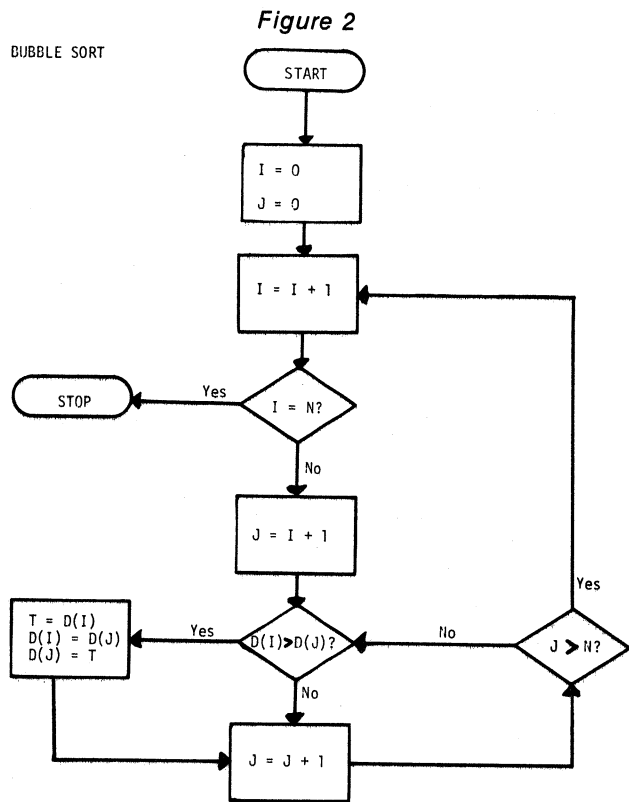 Figure 2
BUBBLE SORT
START
I = 0
J = 0
I = I + 1
I = N?
Yes
STOP
No
J = I + 1
D(I)>D(J)?
Yes
T = D(I)
D(I) = D(J)
D(J) = T
No
J = J + 1
J > N?
No
Yes